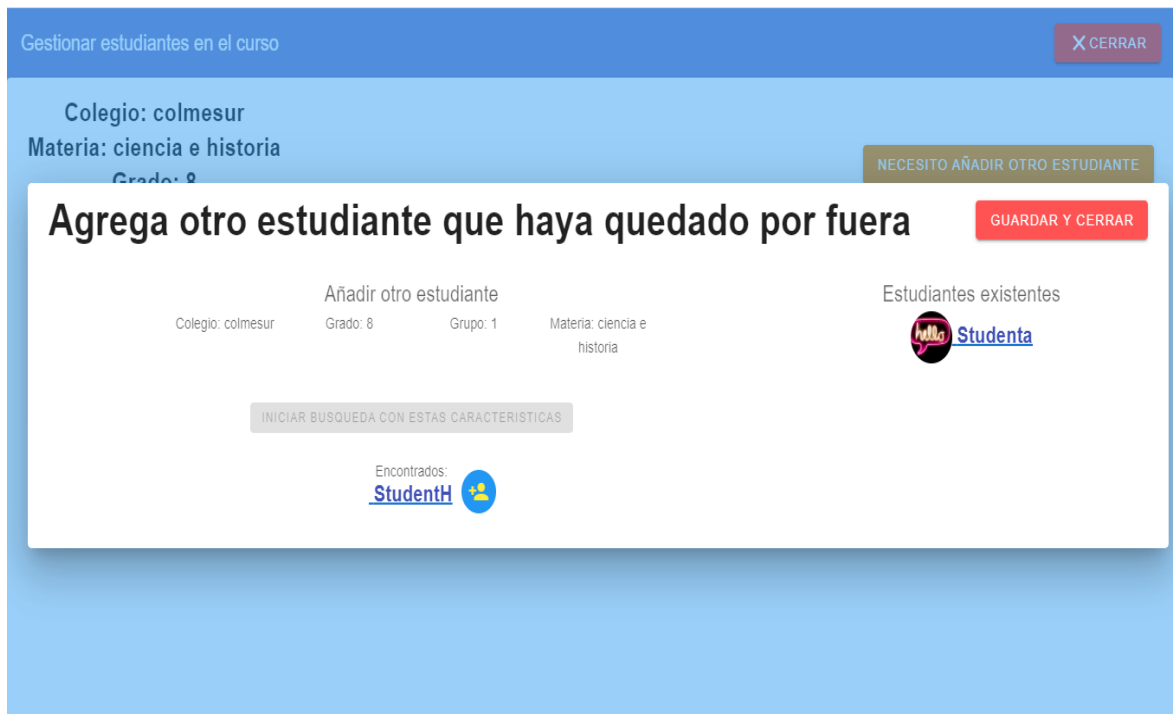 Gestionar estudiantes en el curso
X CERRAR
Colegio: colmesur
Materia: ciencia e historia
Grado: 8
NECESITO AÑADIR OTRO ESTUDIANTE
Agrega otro estudiante que haya quedado por fuera
GUARDAR Y CERRAR
Añadir otro estudiante
Colegio: colmesur
Grado: 8
Grupo: 1
Materia: ciencia e
historia
INICIAR BUSQUEDA CON ESTAS CARACTERISTICAS
Encontrados:
StudentH
Estudiantes existentes
hello
Studenta